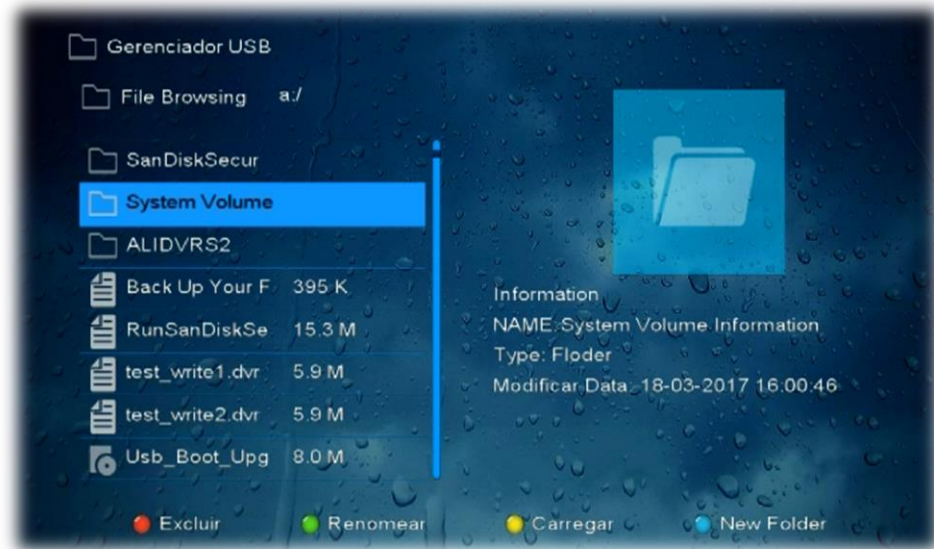 Gerenciador USB
File Browsing a:/
SanDiskSecur
System Volume
ALIDVRS2
Back Up Your F 395 K
RunSanDiskSe 15.3 M
test_write1.dvr 5.9 M
test_write2.dvr 5.9 M
Usb_Boot_Upg 8.0 M
Information
NAME: System Volume Information
Type: Floder
Modificar Data: 18-03-2017 16:00:46
Excluir Renomear Carregar New Folder